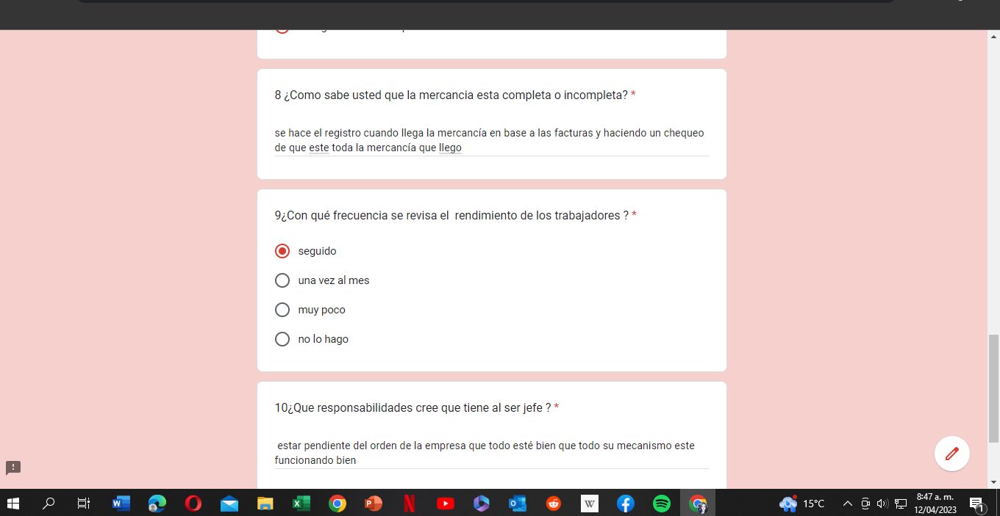 8 ¿Como sabe usted que la mercancia esta completa o incompleta? *
se hace el registro cuando llega la mercancía en base a las facturas y haciendo un chequeo
de que este toda la mercancía que llego
9¿Con qué frecuencia se revisa el  rendimiento de los trabajadores ? *
seguido
una vez al mes
muy poco
no lo hago
10¿Que responsabilidades cree que tiene al ser jefe ? *
estar pendiente del orden de la empresa que todo esté bien que todo su mecanismo este
funcionando bien
15°C
8:47 a. m.
12/04/2023
1